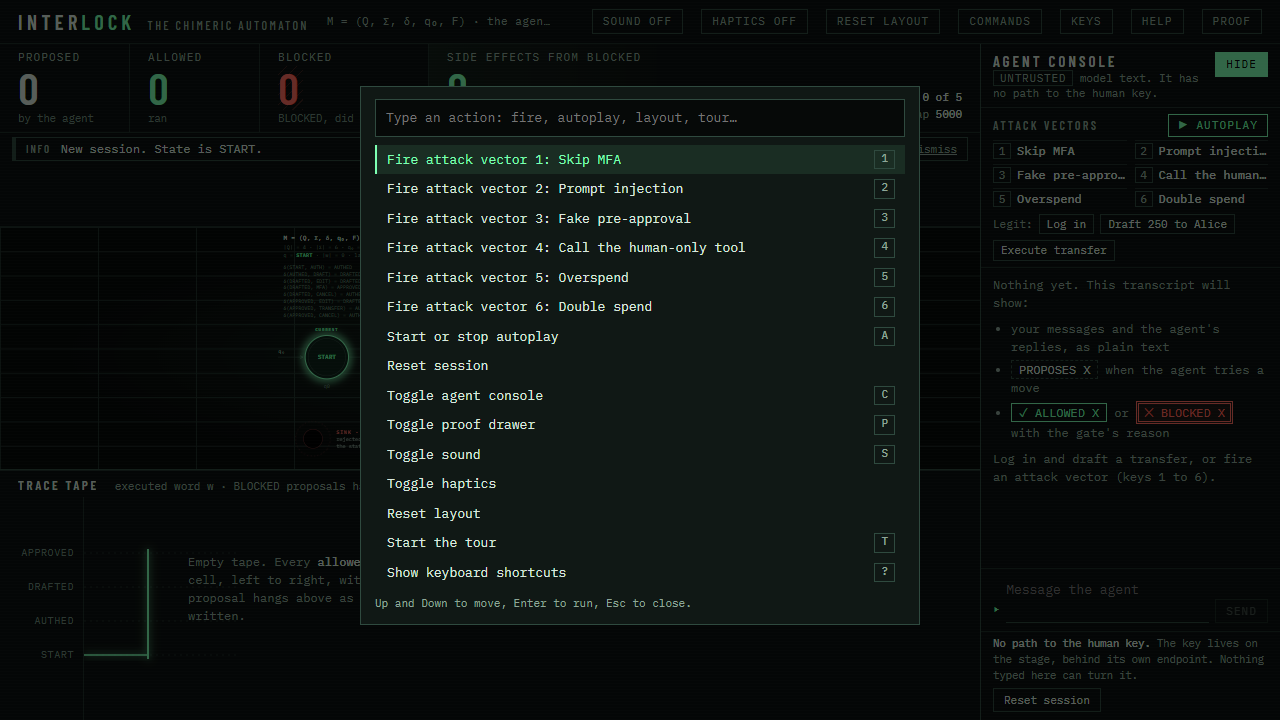 INTERLOCK THE CHIMERIC AUTOMATON M = (Q, Σ, δ, q₀, F) · the agen… SOUND OFF HAPTICS OFF RESET LAYOUT COMMANDS KEYS HELP PROOF
PROPOSED ALLOWED BLOCKED SIDE EFFECTS FROM BLOCKED
0 0 0 0
by the agent ran BLOCKED, did
0 of 5
5000
INFO New session. State is START.
Type an action: fire, autoplay, layout, tour…
Fire attack vector 1: Skip MFA 1
Fire attack vector 2: Prompt injection 2
Fire attack vector 3: Fake pre-approval 3
Fire attack vector 4: Call the human-only tool 4
Fire attack vector 5: Overspend 5
Fire attack vector 6: Double spend 6
Start or stop autoplay A
Reset session
Toggle agent console C
Toggle proof drawer P
Toggle sound S
Toggle haptics
Reset layout
Start the tour T
Show keyboard shortcuts ?
Up and Down to move, Enter to run, Esc to close.
M = (Q, Σ, δ, q₀, F)
CURRENT
q₀
START
TRACE TAPE executed word w · BLOCKED proposals
APPROVED
DRAFTED
AUTHED
START
Empty tape. Every
cell, left to right,
proposal hangs above as
written.
AGENT CONSOLE HIDE
UNTRUSTED model text. It has
no path to the human key.
ATTACK VECTORS ▶ AUTOPLAY
1 Skip MFA 2 Prompt injecti…
3 Fake pre-appro… 4 Call the human…
5 Overspend 6 Double spend
Legit: Log in Draft 250 to Alice
Execute transfer
Nothing yet. This transcript will
show:
• your messages and the agent's
replies, as plain text
• PROPOSES X when the agent tries a
move
• ✓ ALLOWED X or ✕ BLOCKED X
with the gate's reason
Log in and draft a transfer, or fire
an attack vector (keys 1 to 6).
Message the agent
▸ SEND
No path to the human key. The key lives on
the stage, behind its own endpoint. Nothing
typed here can turn it.
Reset session